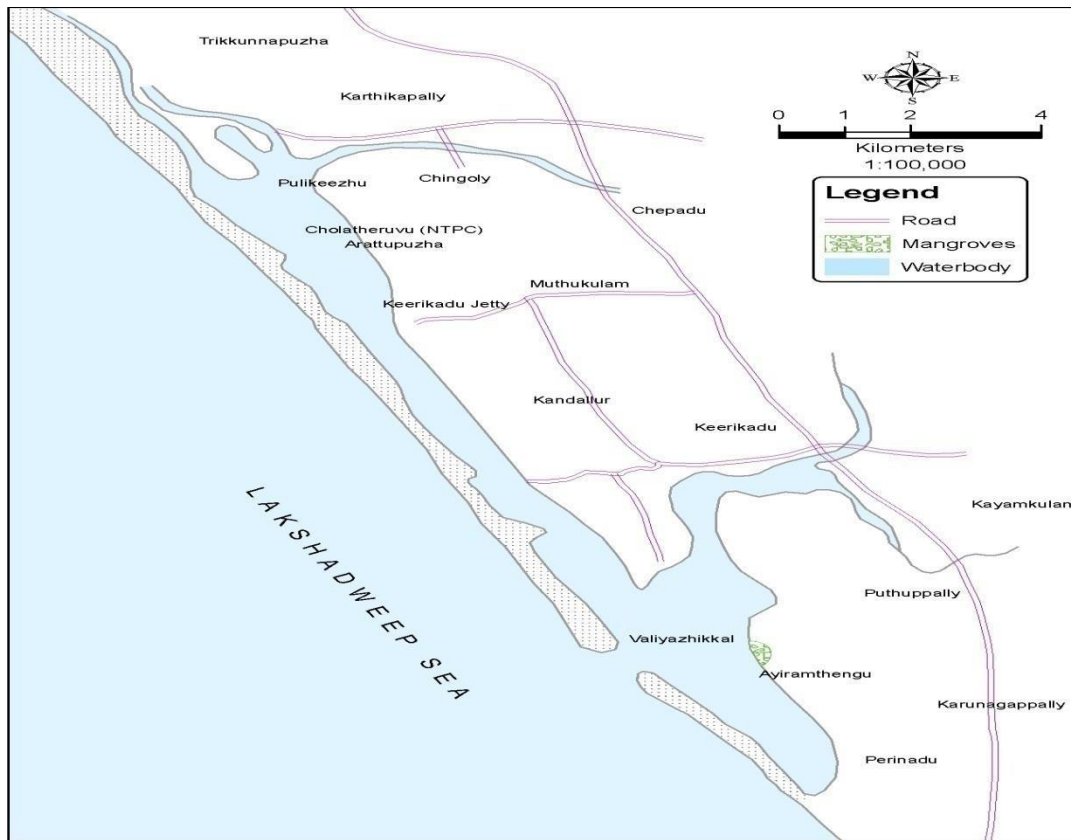 Trikkunnapuzha
N
W E
S
Karthikapally
0 1 2 4
Kilometers
1:100,000
Pulikeezhu
Chingoly
Legend
Road
Mangroves
Waterbody
Chepadu
Cholatheruvu (NTPC)
Arattupuzha
Muthukulam
Keerikadu Jetty
Kandallur
Keerikadu
Kayamkulam
LAKSHADWEEP SEA
Puthuppally
Valiyazhikkal
Ayiramthengu
Karunagappally
Perinadu